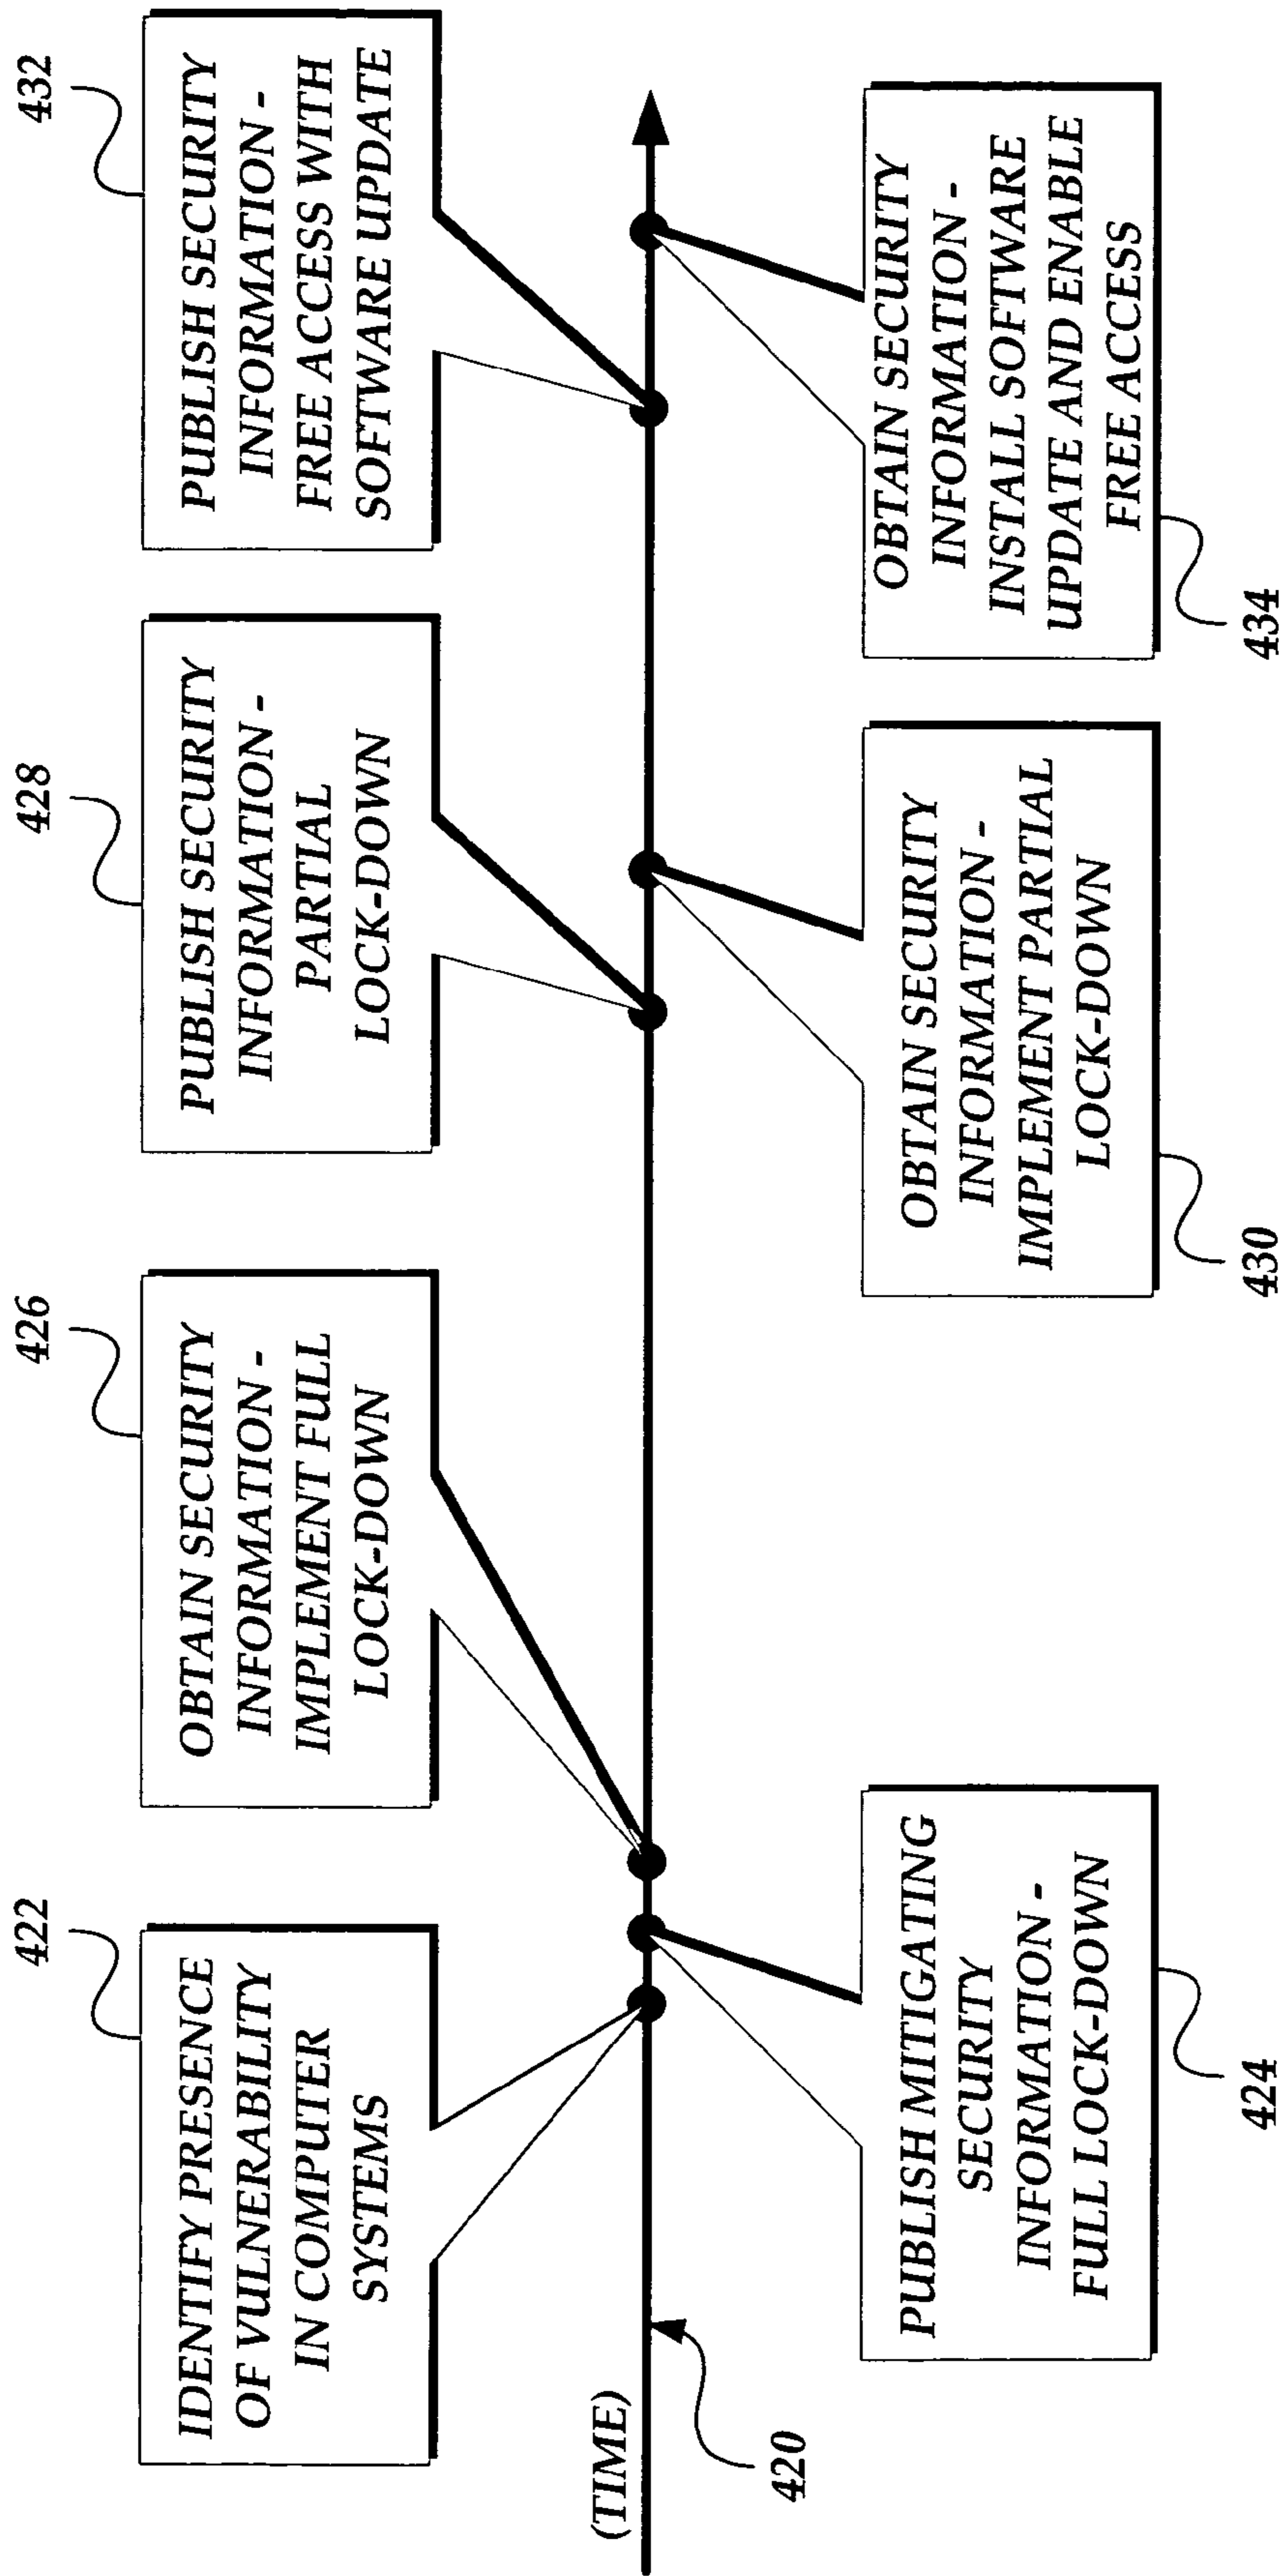 422
IDENTIFY PRESENCE
OF VULNERABILITY
IN COMPUTER
SYSTEMS
426
OBTAIN SECURITY
INFORMATION -
IMPLEMENT FULL
LOCK-DOWN
428
PUBLISH SECURITY
INFORMATION -
PARTIAL
LOCK-DOWN
432
PUBLISH SECURITY
INFORMATION -
FREE ACCESS WITH
SOFTWARE UPDATE
(TIME)
420
PUBLISH MITIGATING
SECURITY
INFORMATION -
FULL LOCK-DOWN
424
OBTAIN SECURITY
INFORMATION -
IMPLEMENT PARTIAL
LOCK-DOWN
430
OBTAIN SECURITY
INFORMATION -
INSTALL SOFTWARE
UPDATE AND ENABLE
FREE ACCESS
434